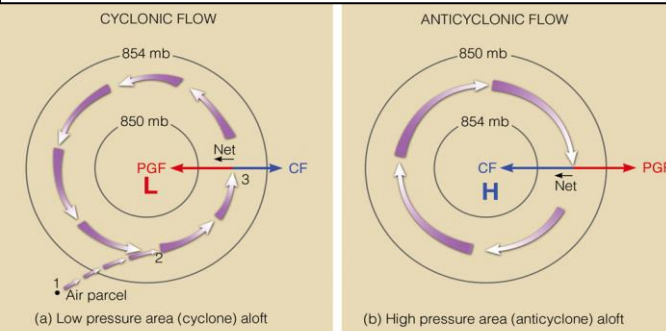 CYCLONIC FLOW
854 mb
850 mb
Net
PGF
CF
L
3
2
1
Air parcel
(a) Low pressure area (cyclone) aloft
ANTICYCLONIC FLOW
850 mb
854 mb
CF
PGF
Net
H
(b) High pressure area (anticyclone) aloft